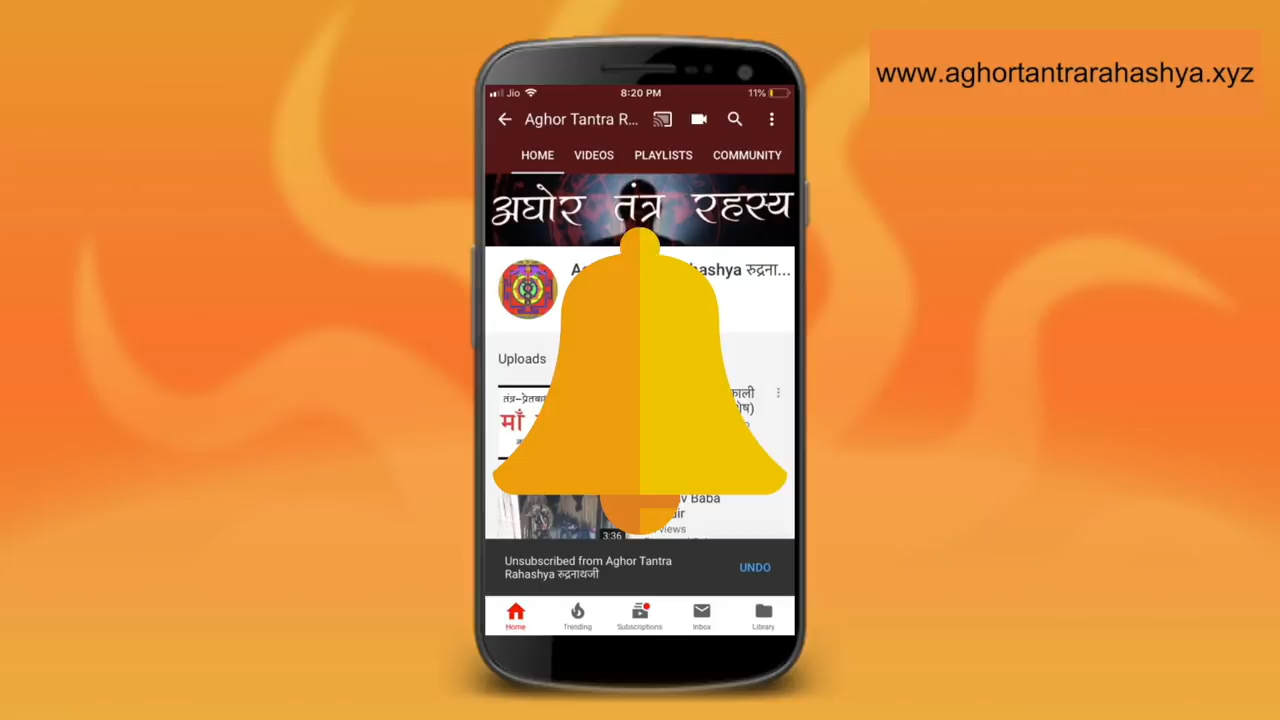 www.aghortantrarahashya.xyz
Jio 8:20 PM 11%
Aghor Tantra R...
HOME VIDEOS PLAYLISTS COMMUNITY
अघोर तंत्र रहस्य
hashya रुद्रना...
Uploads
माँ
Baba
3:36
views
Unsubscribed from Aghor Tantra
Rahashya रुद्रनाथजी
UNDO
Home Trending Subscriptions Inbox Library